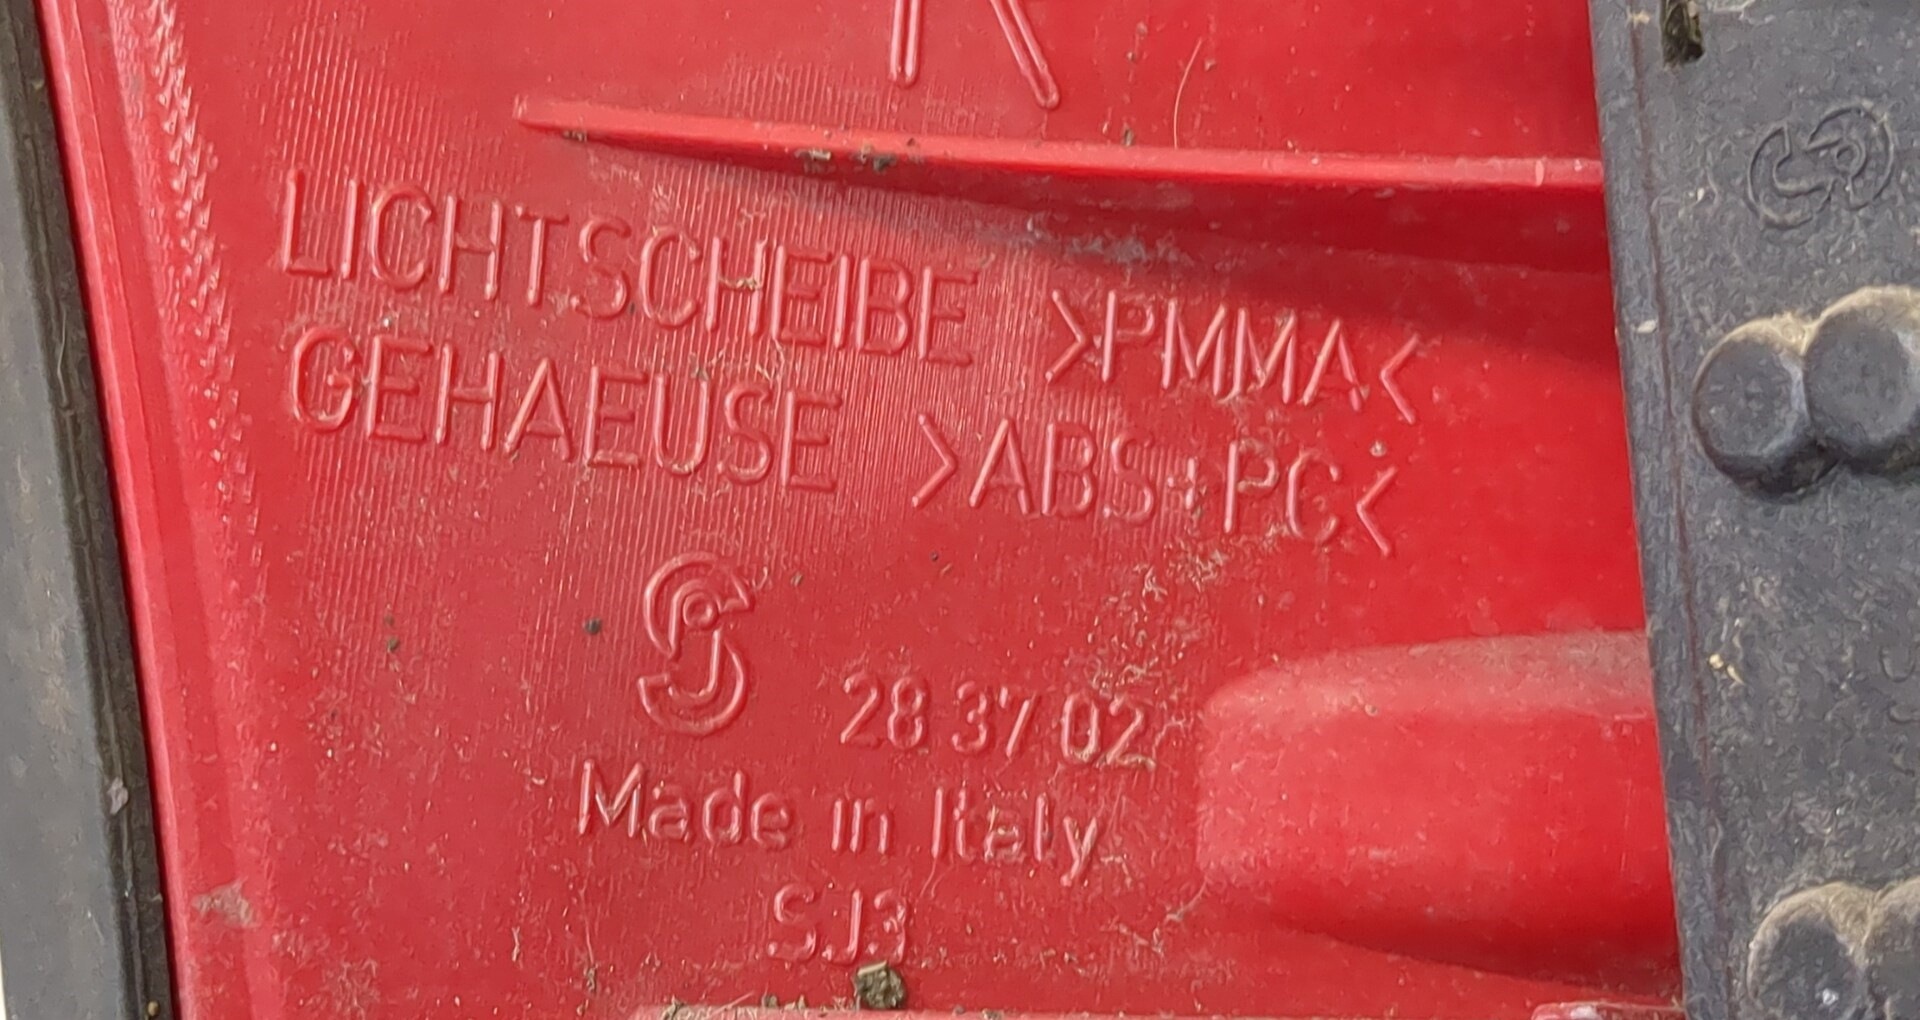 R
LICHTSCHEIBE >PMMA<
GEHAEUSE >ABS+PC<
28 37 02
Made in Italy
SJ3